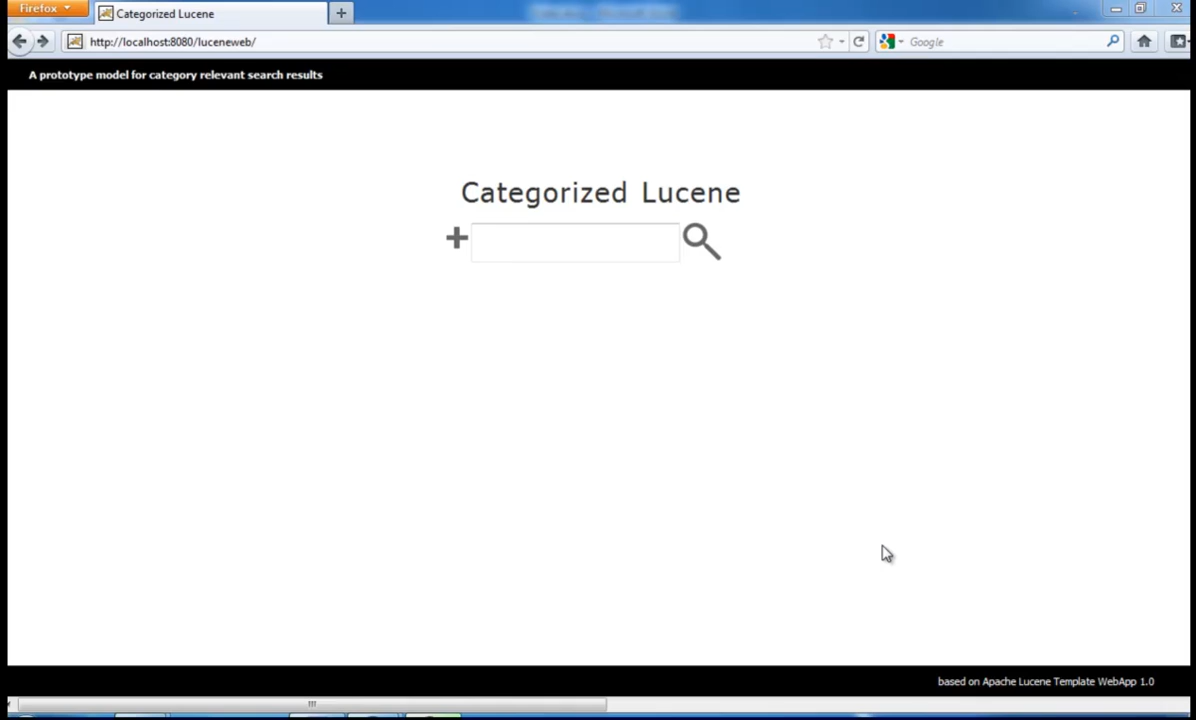 Firefox
Categorized Lucene
http://localhost:8080/luceneweb/
Google
A prototype model for category relevant search results
Categorized Lucene
based on Apache Lucene Template WebApp 1.0